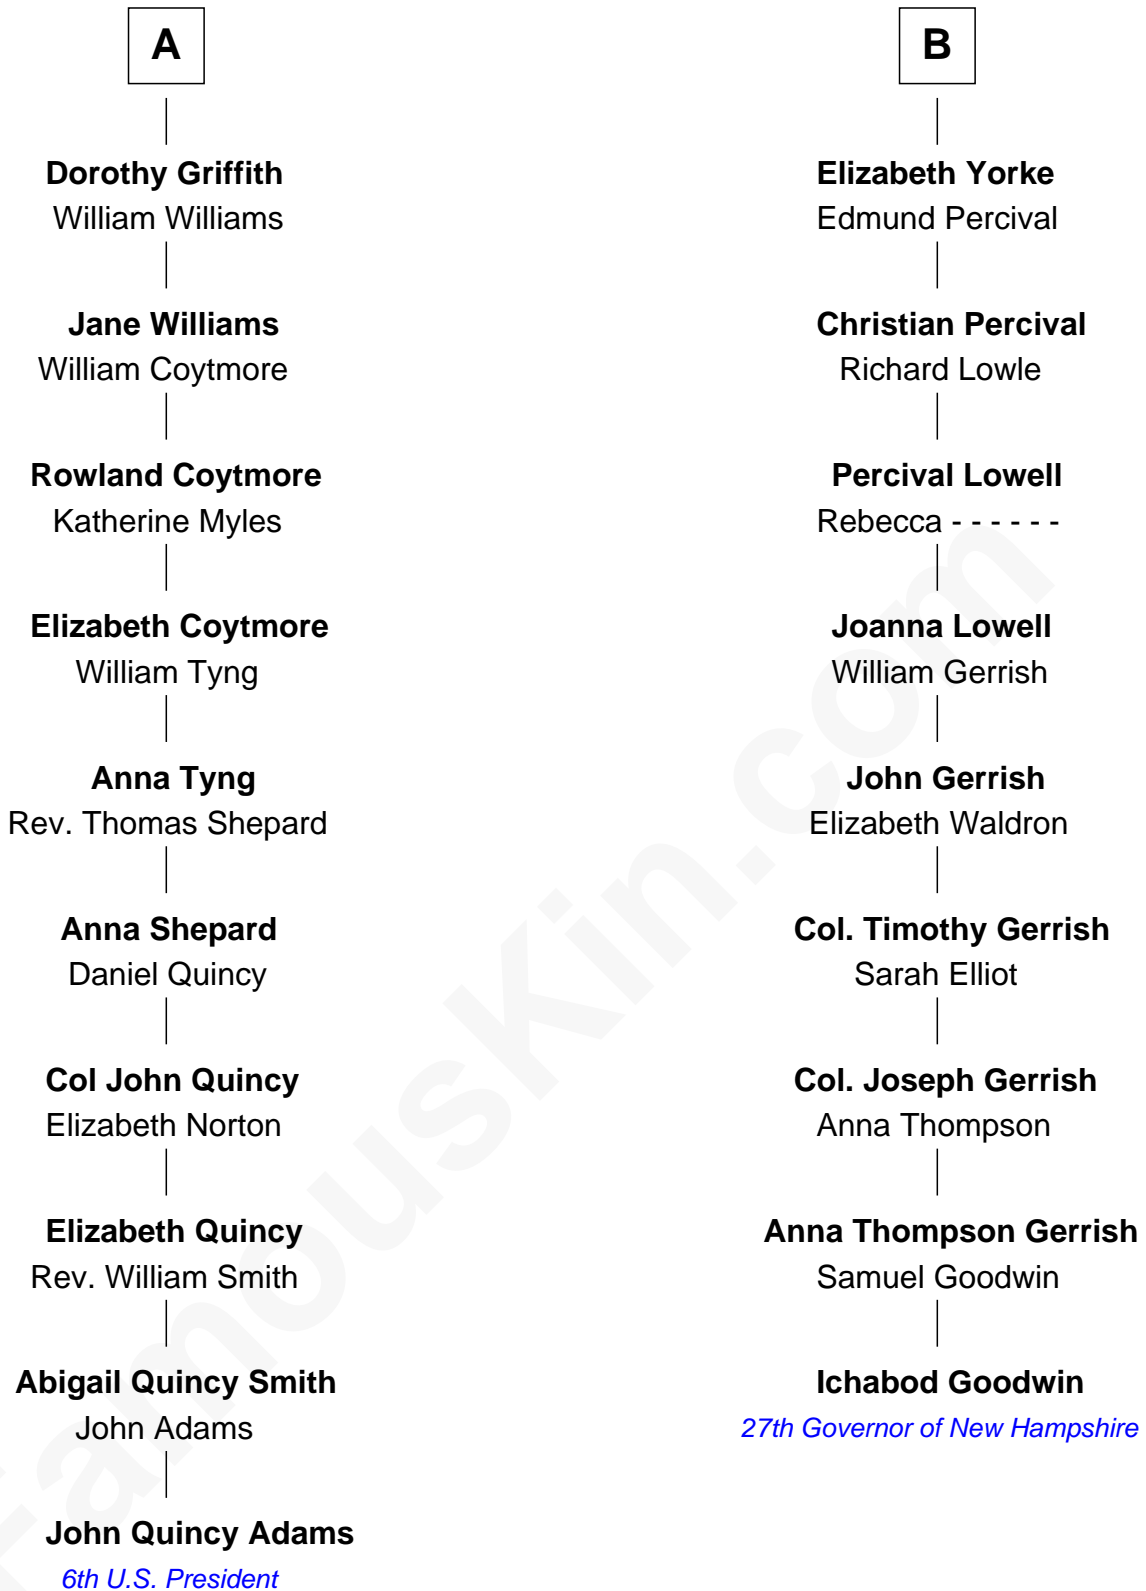 A
Dorothy Griffith
William Williams
Jane Williams
William Coytmore
Rowland Coytmore
Katherine Myles
Elizabeth Coytmore
William Tyng
Anna Tyng
Rev. Thomas Shepard
Anna Shepard
Daniel Quincy
Col John Quincy
Elizabeth Norton
Elizabeth Quincy
Rev. William Smith
Abigail Quincy Smith
John Adams
John Quincy Adams
6th U.S. President
B
Elizabeth Yorke
Edmund Percival
Christian Percival
Richard Lowle
Percival Lowell
Rebecca - - - - - -
Joanna Lowell
William Gerrish
John Gerrish
Elizabeth Waldron
Col. Timothy Gerrish
Sarah Elliot
Col. Joseph Gerrish
Anna Thompson
Anna Thompson Gerrish
Samuel Goodwin
Ichabod Goodwin
27th Governor of New Hampshire
FamousKin.com